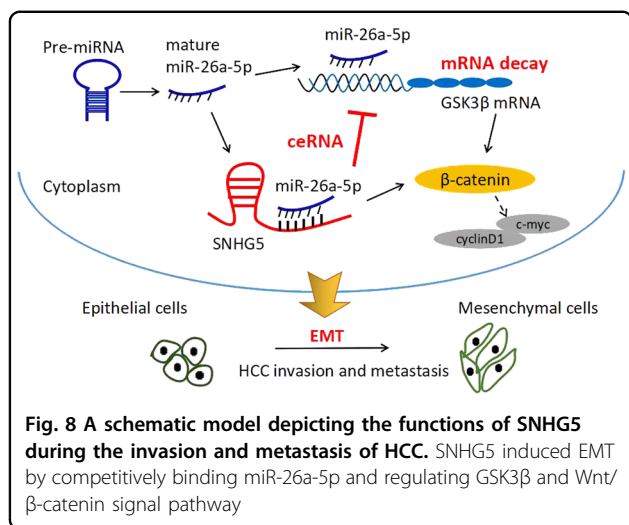 Pre-miRNA
mature
miR-26a-5p
miR-26a-5p
mRNA decay
GSK3β mRNA
ceRNA
Cytoplasm
miR-26a-5p
SNHG5
β-catenin
c-myc
cyclinD1
Epithelial cells
Mesenchymal cells
EMT
HCC invasion and metastasis
Fig. 8 A schematic model depicting the functions of SNHG5
during the invasion and metastasis of HCC. SNHG5 induced EMT
by competitively binding miR-26a-5p and regulating GSK3β and Wnt/
β-catenin signal pathway